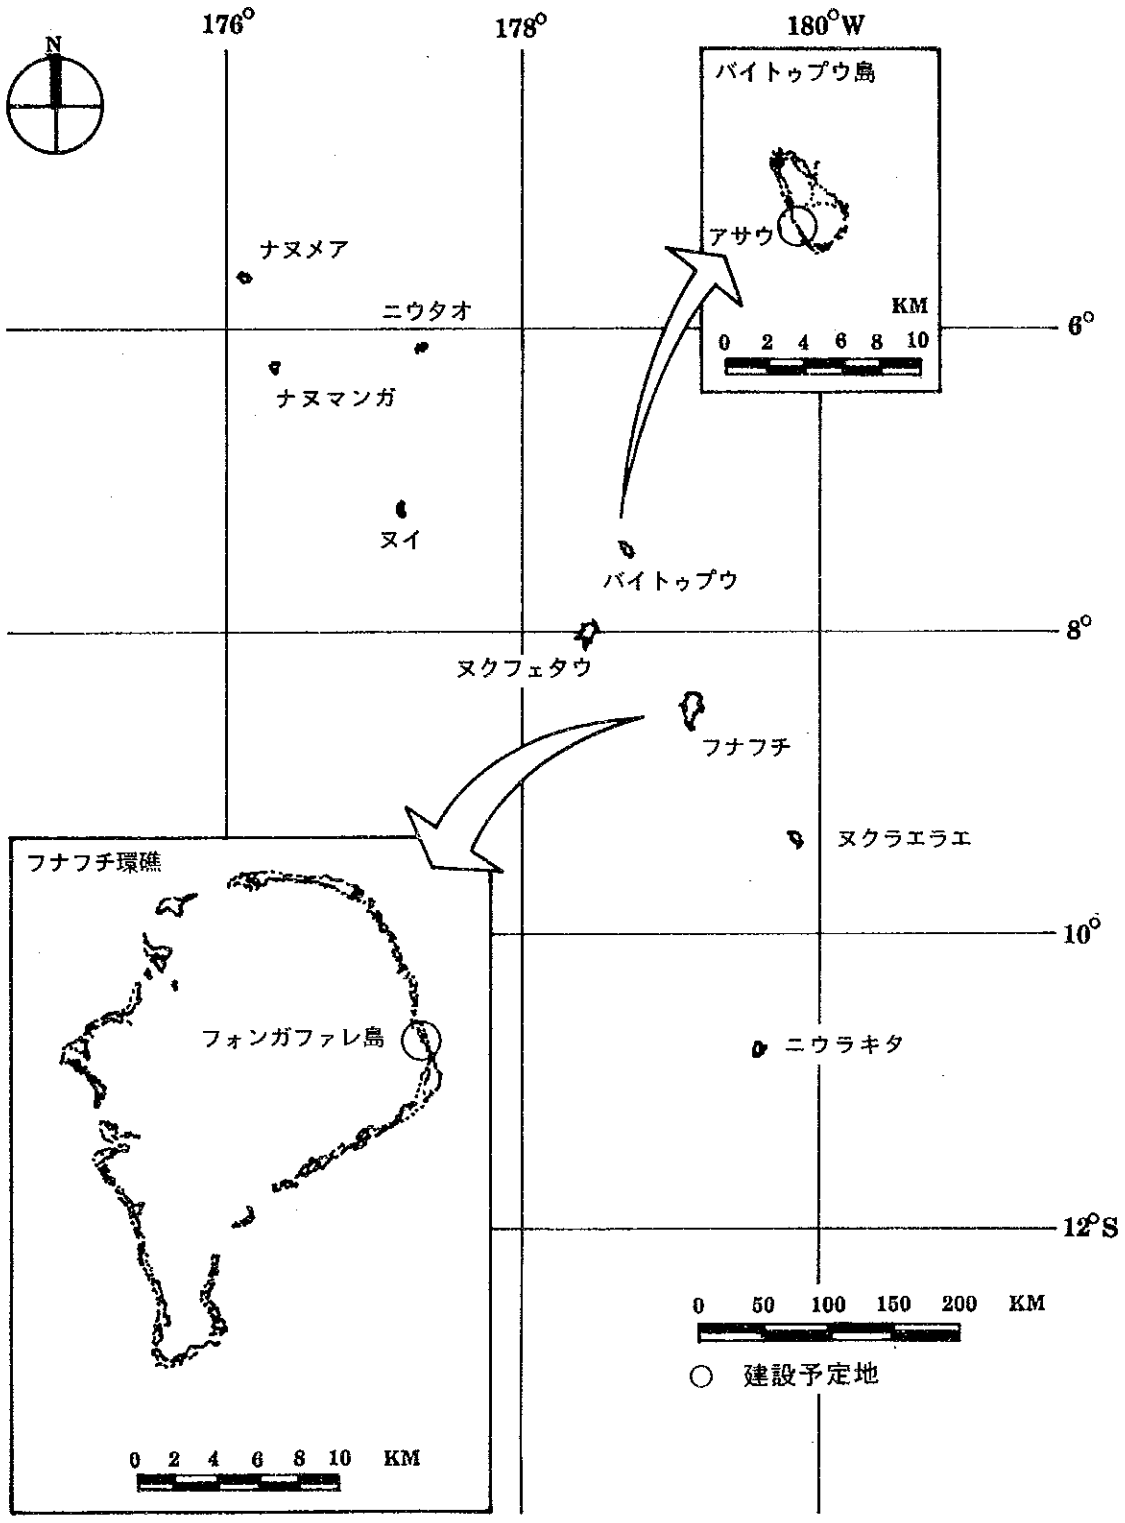 176° 178° 180°W
N
バイトゥプウ島
アサウ
KM
0 2 4 6 8 10
ナヌメア
ニウタオ
6°
ナヌマンガ
ヌイ
バイトゥプウ
8°
ヌクフェタウ
フナフチ
ヌクラエラエ
フナフチ環礁
10°
フォンガファレ島
ニウラキタ
12°S
0 50 100 150 200 KM
○ 建設予定地
0 2 4 6 8 10 KM